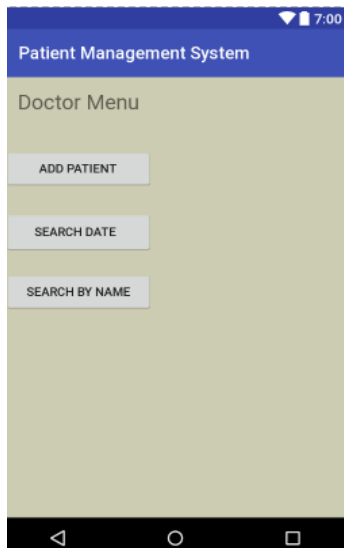 7:00
Patient Management System
Doctor Menu
ADD PATIENT
SEARCH DATE
SEARCH BY NAME